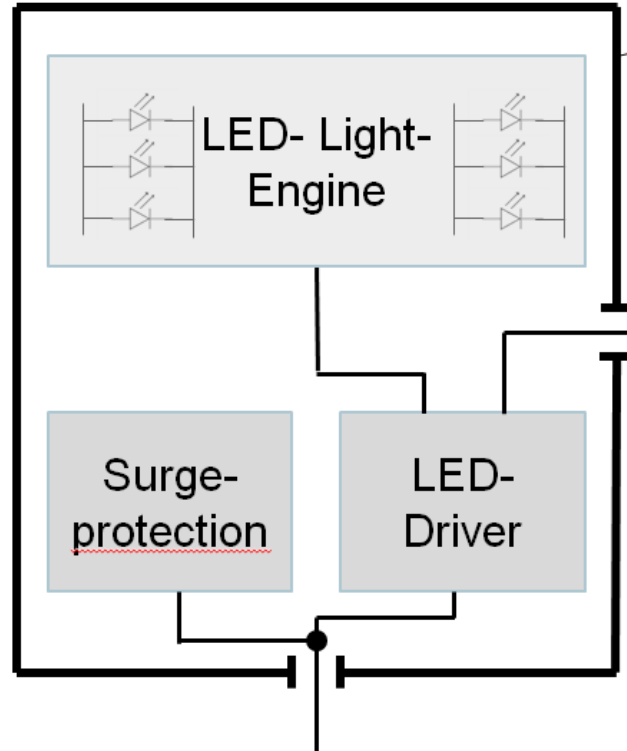 LED- Light-
Engine
Surge-
protection
LED-
Driver